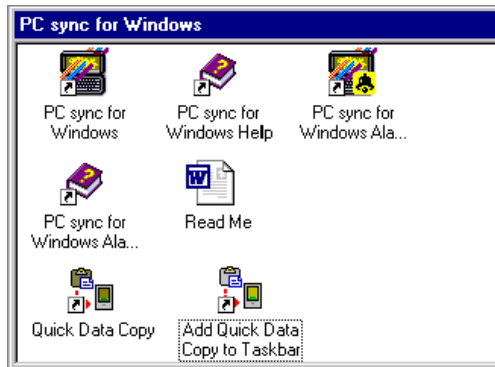 PC sync for Windows
PC sync for
Windows
PC sync for
Windows Help
PC sync for
Windows Ala...
PC sync for
Windows Ala...
Read Me
Quick Data Copy
Add Quick Data
Copy to Taskbar